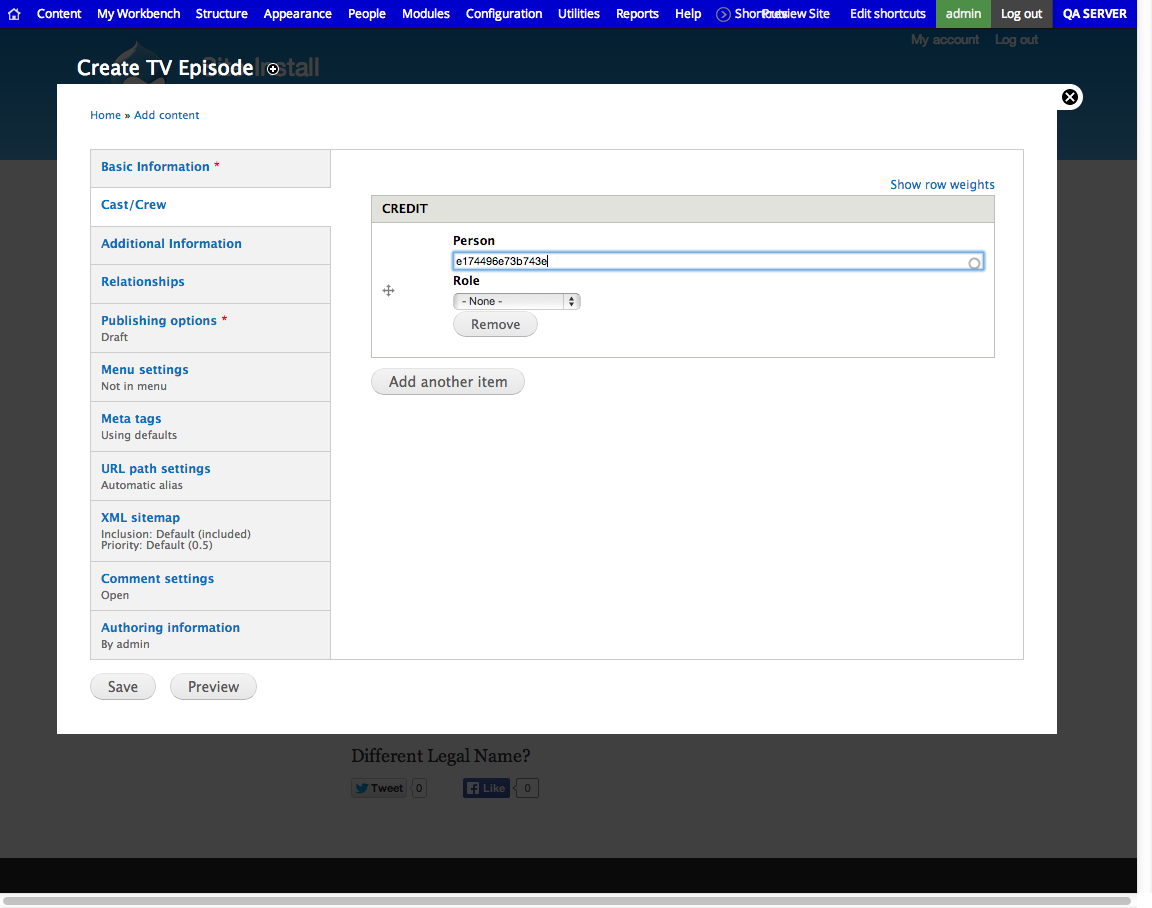 Content My Workbench Structure Appearance People Modules Configuration Utilities Reports Help Shortcuts Preview Site Edit shortcuts admin Log out QA SERVER
My account Log out
Create TV Episode
Site-Install
Home » Add content
Basic Information *
Cast/Crew
Additional Information
Relationships
Publishing options *
Draft
Menu settings
Not in menu
Meta tags
Using defaults
URL path settings
Automatic alias
XML sitemap
Inclusion: Default (included)
Priority: Default (0.5)
Comment settings
Open
Authoring information
By admin
Show row weights
CREDIT
Person
e174496e73b743e
Role
- None -
Remove
Add another item
Save Preview
Different Legal Name?
Tweet 0 Like 0